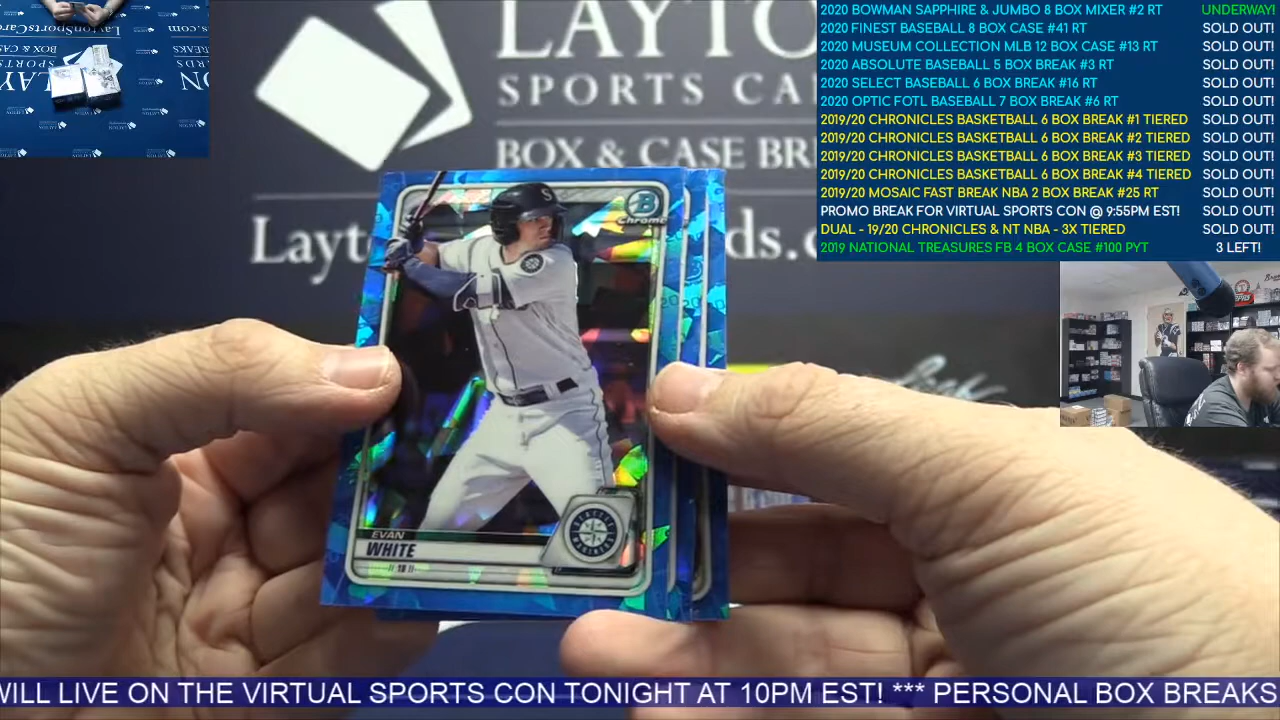 2020 BOWMAN SAPPHIRE & JUMBO 8 BOX MIXER #2 RT UNDERWAY!
2020 FINEST BASEBALL 8 BOX CASE #41 RT SOLD OUT!
2020 MUSEUM COLLECTION MLB 12 BOX CASE #13 RT SOLD OUT!
2020 ABSOLUTE BASEBALL 5 BOX BREAK #3 RT SOLD OUT!
2020 SELECT BASEBALL 6 BOX BREAK #16 RT SOLD OUT!
2020 OPTIC FOTL BASEBALL 7 BOX BREAK #6 RT SOLD OUT!
2019/20 CHRONICLES BASKETBALL 6 BOX BREAK #1 TIERED SOLD OUT!
2019/20 CHRONICLES BASKETBALL 6 BOX BREAK #2 TIERED SOLD OUT!
2019/20 CHRONICLES BASKETBALL 6 BOX BREAK #3 TIERED SOLD OUT!
2019/20 CHRONICLES BASKETBALL 6 BOX BREAK #4 TIERED SOLD OUT!
2019/20 MOSAIC FAST BREAK NBA 2 BOX BREAK #25 RT SOLD OUT!
PROMO BREAK FOR VIRTUAL SPORTS CON @ 9:55PM EST! SOLD OUT!
DUAL - 19/20 CHRONICLES & NT NBA - 3X TIERED SOLD OUT!
2019 NATIONAL TREASURES FB 4 BOX CASE #100 PYT 3 LEFT!
LAYTO
SPORTS CA
BOX & CASE BRE
Layt rds.c
B
Chrome
S
EVAN
WHITE
1B
WILL LIVE ON THE VIRTUAL SPORTS CON TONIGHT AT 10PM EST! *** PERSONAL BOX BREAKS